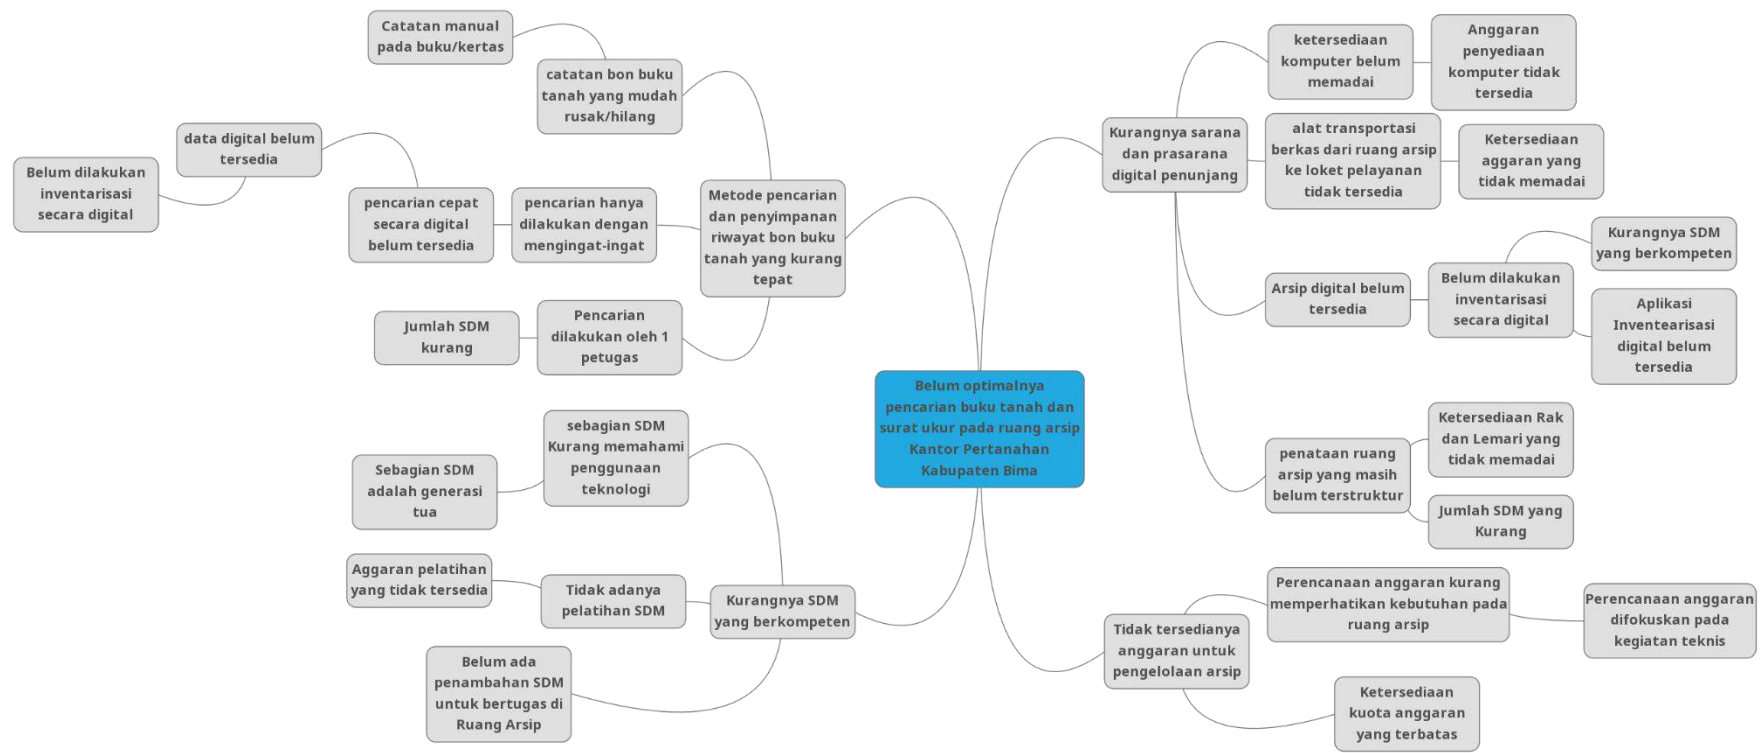 Catatan manual
pada buku/kertas
catatan bon buku
tanah yang mudah
rusak/hilang
data digital belum
tersedia
Belum dilakukan
inventarisasi
secara digital
pencarian cepat
secara digital
belum tersedia
pencarian hanya
dilakukan dengan
mengingat-ingat
Metode pencarian
dan penyimpanan
riwayat bon buku
tanah yang kurang
tepat
Jumlah SDM
kurang
Pencarian
dilakukan oleh 1
petugas
sebagian SDM
Kurang memahami
penggunaan
teknologi
Sebagian SDM
adalah generasi
tua
Aggaran pelatihan
yang tidak tersedia
Tidak adanya
pelatihan SDM
Kurangnya SDM
yang berkompeten
Belum ada
penambahan SDM
untuk bertugas di
Ruang Arsip
Belum optimalnya
pencarian buku tanah dan
surat ukur pada ruang arsip
Kantor Pertanahan
Kabupaten Bima
ketersediaan
komputer belum
memadai
Anggaran
penyediaan
komputer tidak
tersedia
Kurangnya sarana
dan prasarana
digital penunjang
alat transportasi
berkas dari ruang arsip
ke loket pelayanan
tidak tersedia
Ketersediaan
aggaran yang
tidak memadai
Arsip digital belum
tersedia
Belum dilakukan
inventarisasi
secara digital
Kurangnya SDM
yang berkompeten
Aplikasi
Inventearisasi
digital belum
tersedia
penataan ruang
arsip yang masih
belum terstruktur
Ketersediaan Rak
dan Lemari yang
tidak memadai
Jumlah SDM yang
Kurang
Tidak tersedianya
anggaran untuk
pengelolaan arsip
Perencanaan anggaran kurang
memperhatikan kebutuhan pada
ruang arsip
Perencanaan anggaran
difokuskan pada
kegiatan teknis
Ketersediaan
kuota anggaran
yang terbatas